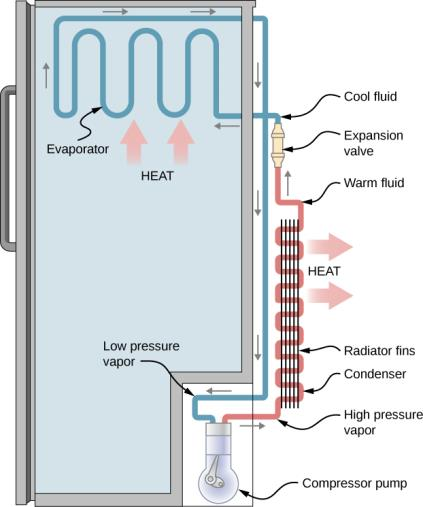 Cool fluid
Evaporator
Expansion
valve
HEAT
Warm fluid
HEAT
Low pressure
vapor
Radiator fins
Condenser
High pressure
vapor
Compressor pump